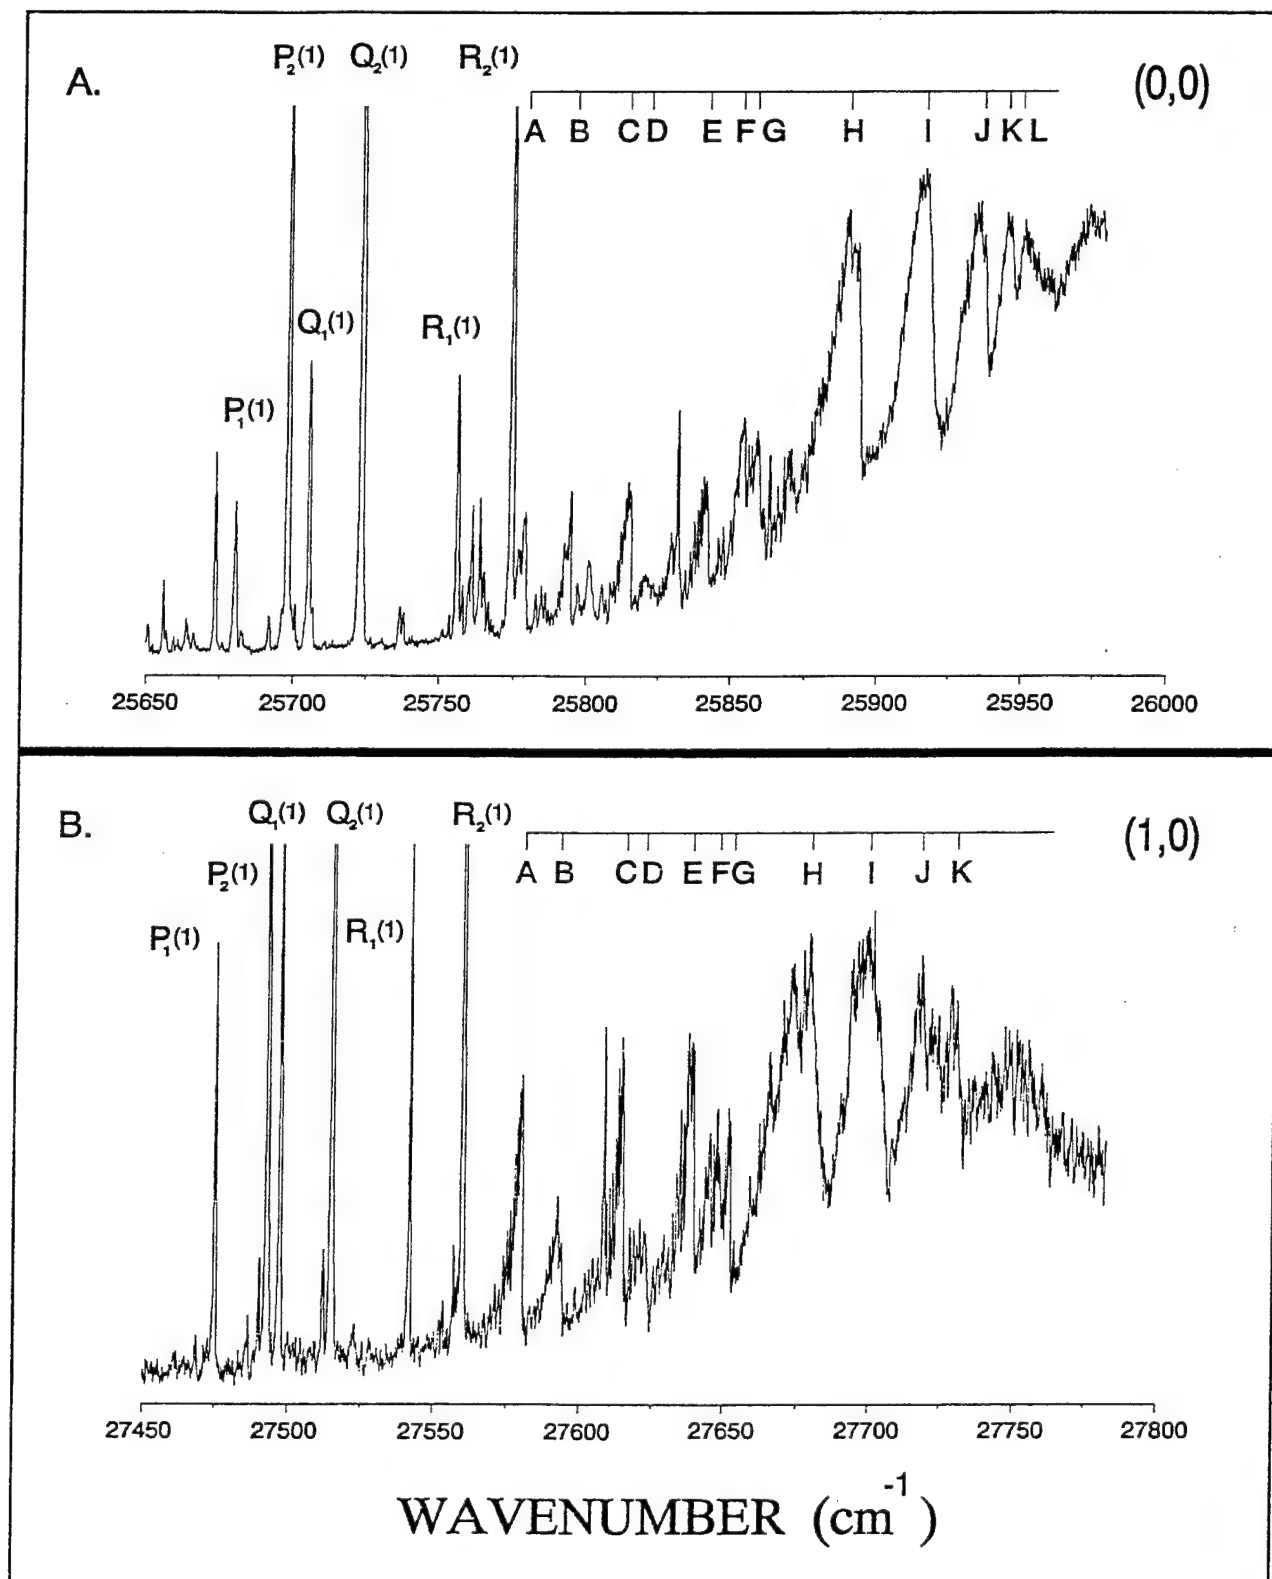 P₂(1) Q₂(1) R₂(1)
A. (0,0)
A B C D E F G H I J K L
Q₁(1) R₁(1)
P₁(1)
25650 25700 25750 25800 25850 25900 25950 26000
Q₁(1) Q₂(1) R₂(1)
B. (1,0)
P₂(1) A B C D E F G H I J K
P₁(1) R₁(1)
27450 27500 27550 27600 27650 27700 27750 27800
WAVENUMBER (cm⁻¹)